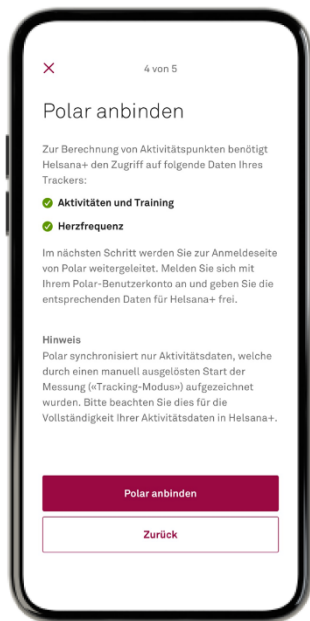 4 von 5
Polar anbinden
Zur Berechnung von Aktivitätspunkten benötigt
Helsana+ den Zugriff auf folgende Daten Ihres
Trackers:
Aktivitäten und Training
Herzfrequenz
Im nächsten Schritt werden Sie zur Anmeldeseite
von Polar weitergeleitet. Melden Sie sich mit
Ihrem Polar-Benutzerkonto an und geben Sie die
entsprechenden Daten für Helsana+ frei.
Hinweis
Polar synchronisiert nur Aktivitätsdaten, welche
durch einen manuell ausgelösten Start der
Messung («Tracking-Modus») aufgezeichnet
wurden. Bitte beachten Sie dies für die
Vollständigkeit Ihrer Aktivitätsdaten in Helsana+.
Polar anbinden
Zurück